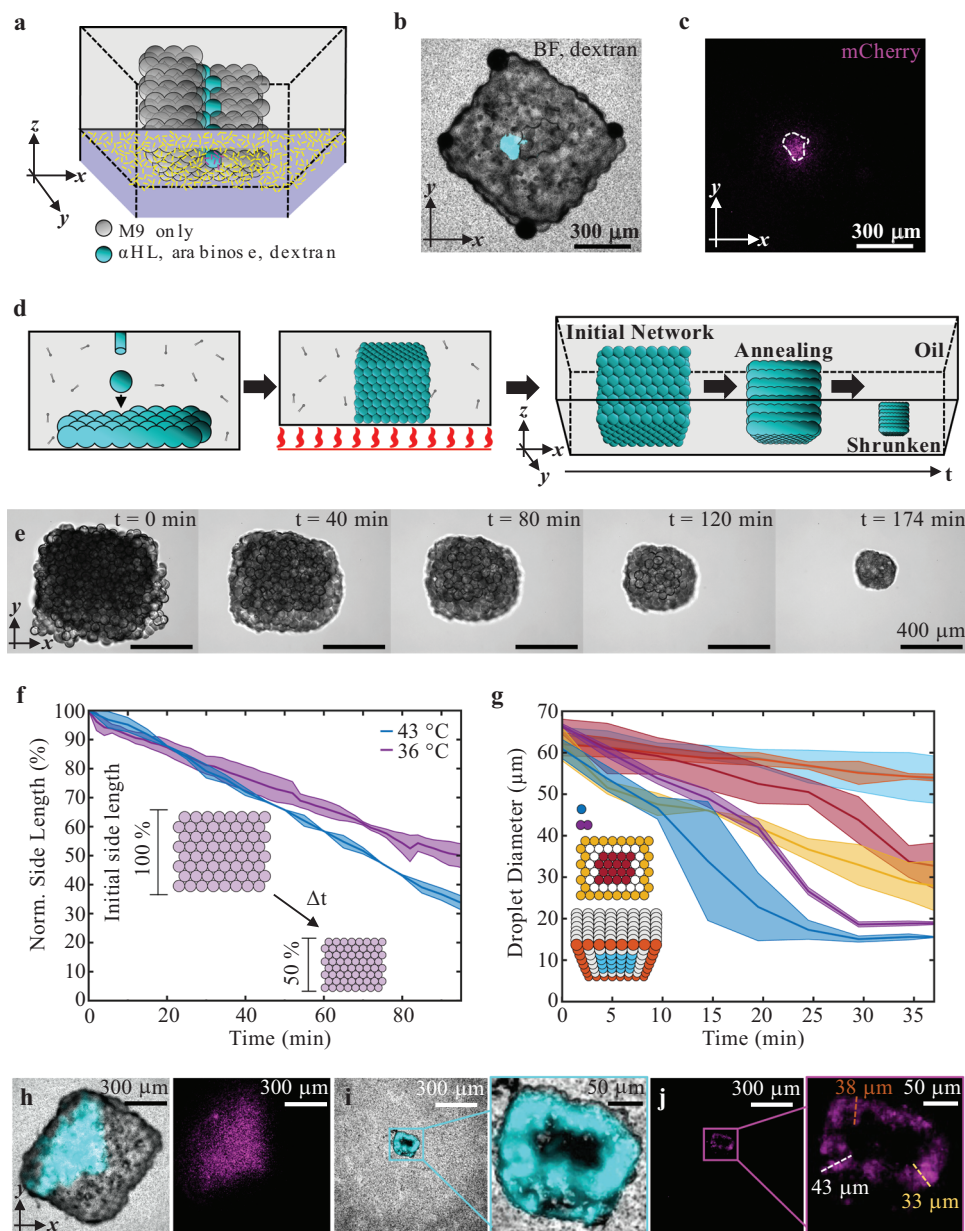 a
z
x
y
M9 only
αHL, arabinose, dextran
b
BF, dextran
y
x
300 μm
c
mCherry
y
x
300 μm
d
Initial Network
Annealing
Oil
Shrunken
z
x
y
t
e
t = 0 min
t = 40 min
t = 80 min
t = 120 min
t = 174 min
y
x
400 μm
f
Norm. Side Length (%)
100
90
80
70
60
50
40
30
20
10
0
0
20
40
60
80
Time (min)
43 °C
36 °C
Initial side length
100 %
Δt
50 %
g
Droplet Diameter (μm)
70
60
50
40
30
20
10
0
0
5
10
15
20
25
30
35
Time (min)
h
300 μm
y
x
300 μm
i
300 μm
50 μm
j
300 μm
38 μm
50 μm
43 μm
33 μm